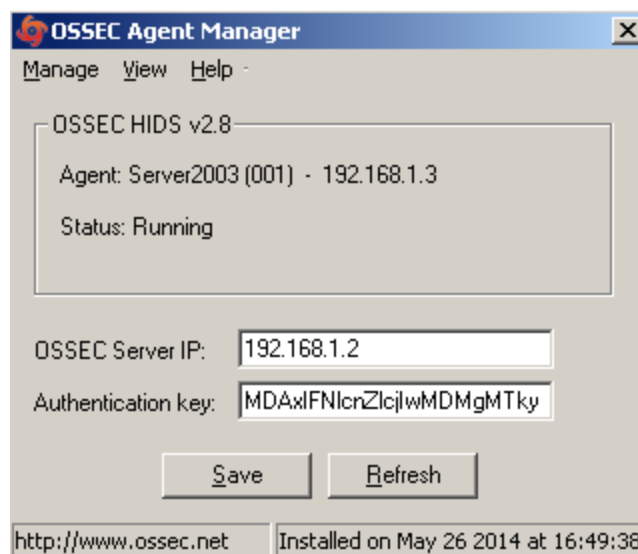 OSSEC Agent Manager
Manage View Help
OSSEC HIDS v2.8
Agent: Server2003 (001) - 192.168.1.3
Status: Running
OSSEC Server IP: 192.168.1.2
Authentication key: MDAxIFNlcnZlcjIwMDMgMTky
Save Refresh
http://www.ossec.net Installed on May 26 2014 at 16:49:38